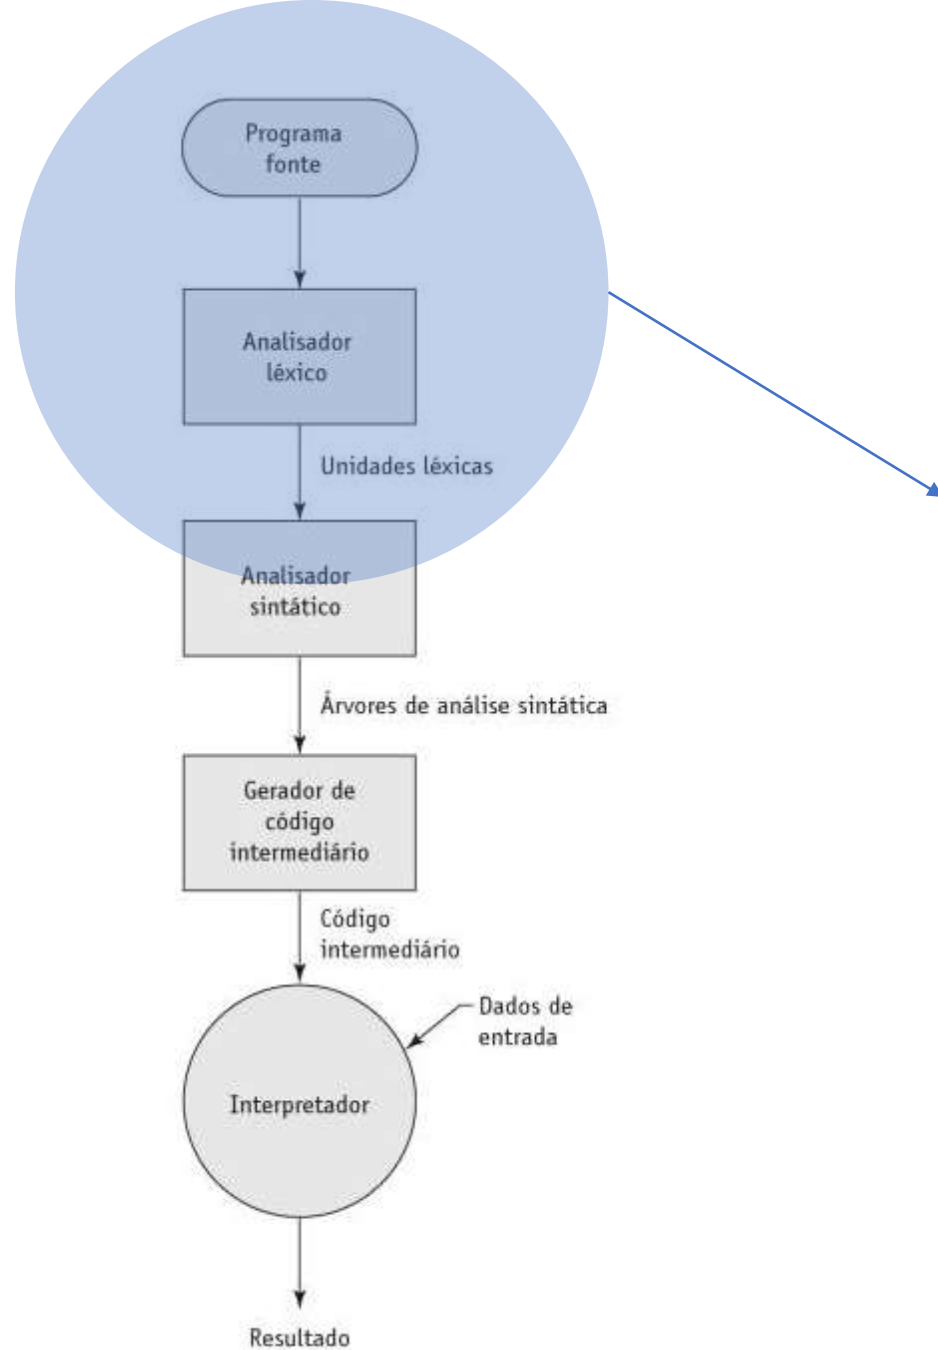 Programa
fonte
Analisador
léxico
Unidades léxicas
Analisador
sintático
Árvores de análise sintática
Gerador de
código
intermediário
Código
intermediário
Dados de
entrada
Interpretador
Resultado